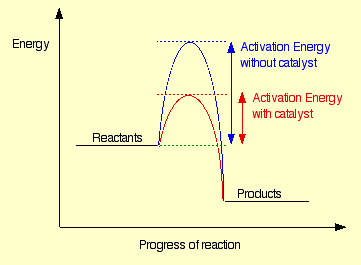 Energy
Activation Energy
without catalyst
Activation Energy
with catalyst
Reactants
Products
Progress of reaction